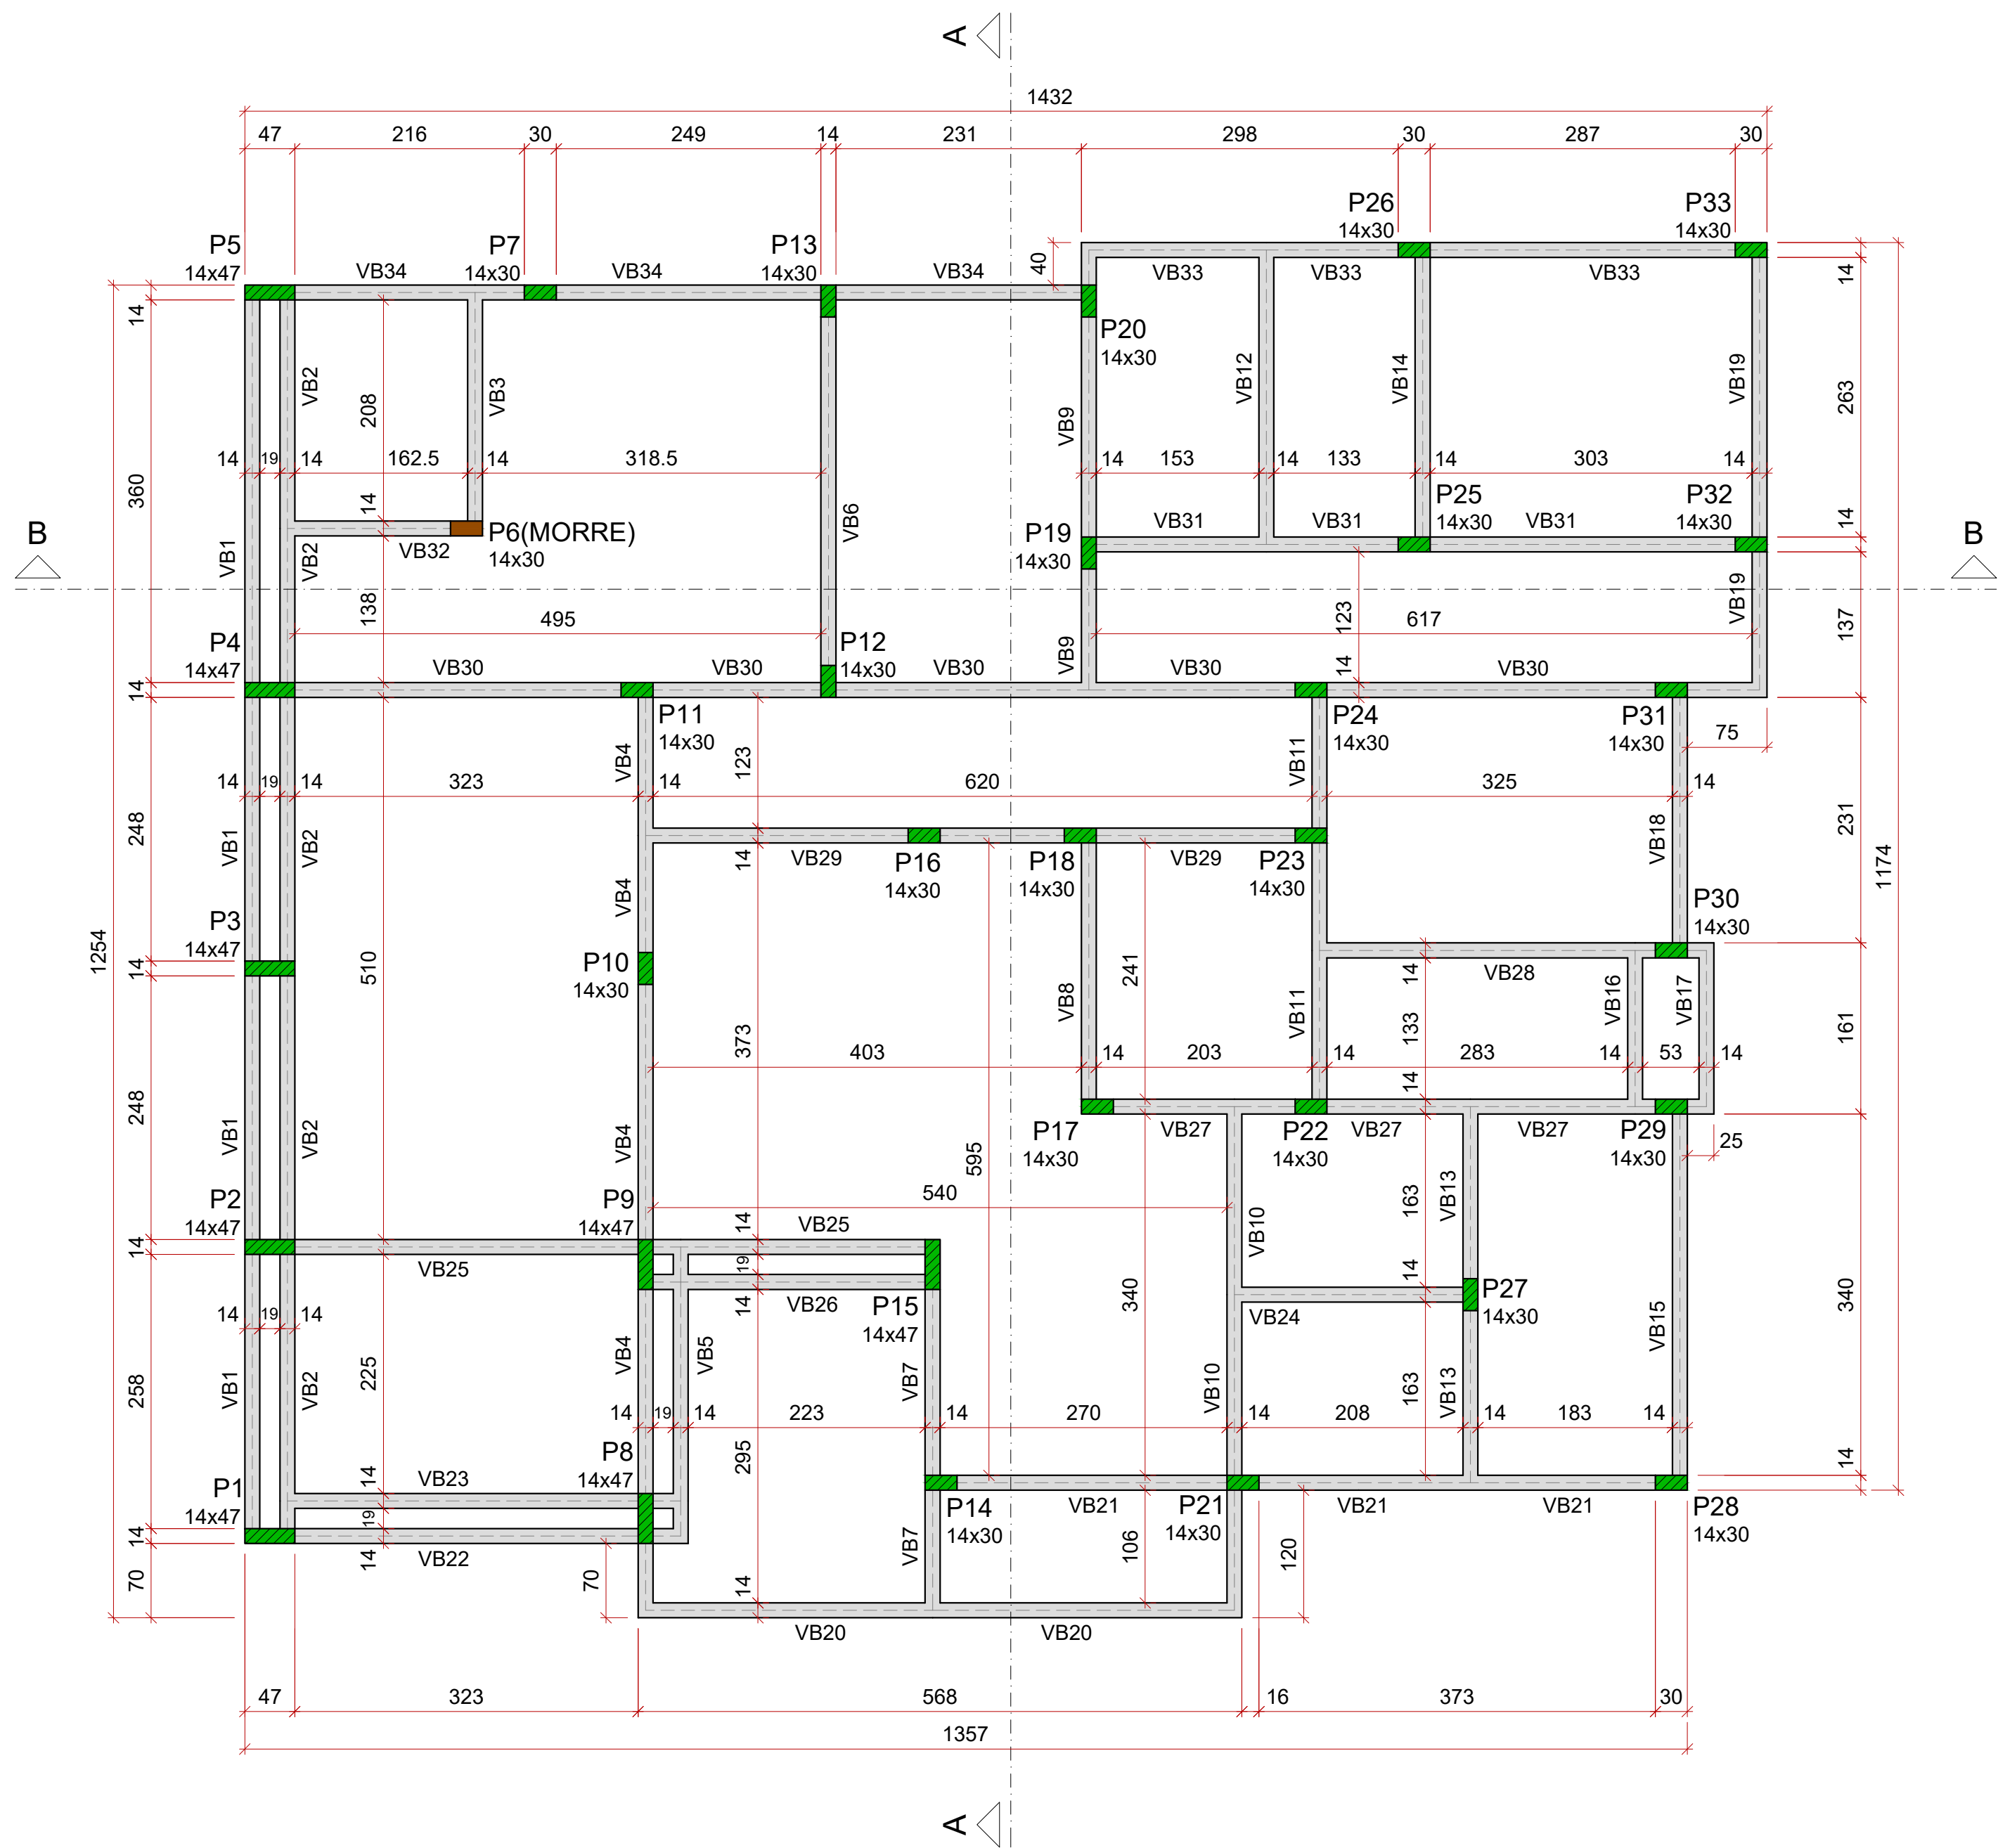 A
1432
47 216 30 249 14 231 298 30 287 30
P26
14x30
P33
14x30
P5
14x47
P7
14x30
P13
14x30
VB34 VB34 VB34
40
VB33 VB33 VB33
14
14
P20
14x30
VB2 VB3 VB9 VB12 VB14 VB19
208
360
263
14 19 14 162.5 14 318.5
14 153 14 133 14 303 14
14
P25
14x30
P32
14x30
VB31 VB31 VB31
14
P6(MORRE)
14x30
VB32
VB6
P19
14x30
B
B
VB1 VB2
138
123
VB19
137
495
617
P4
14x47
P12
14x30
VB30 VB30 VB30 VB9 VB30 VB30
14
14
P11
14x30
P24
14x30
P31
14x30
75
VB4 123 VB11
14 19 14 323 14 620 325 14
248
VB1 VB2
231
VB18
1174
14
VB29 VB29
P16
14x30
P18
14x30
P23
14x30
VB4
P3
14x47
P30
14x30
1254
14
510
P10
14x30
241
14
VB28
VB8 VB11 VB16 VB17
373
133
161
403 14 203 14 283 14 53 14
248
VB1 VB2 VB4
14
P17
14x30
VB27
P22
14x30
VB27 VB27
P29
14x30
25
595
540
163
VB13
P2
14x47
P9
14x47
14
VB25
VB10
14
VB25
19
14
VB26
P15
14x47
340
14
VB24
P27
14x30
340
14 19 14
VB5
VB15
258
VB1 VB2
225
VB4
VB7
VB10
163
VB13
14 19 14 223 14 270 14 208 14 183 14
P8
14x47
295
14
P1
14x47
14
VB23
19
14
14
VB22
P14
14x30
VB21
P21
14x30
VB21 VB21
P28
14x30
VB7
106
120
70
70
14
VB20 VB20
47 323 568 16 373 30
1357
A